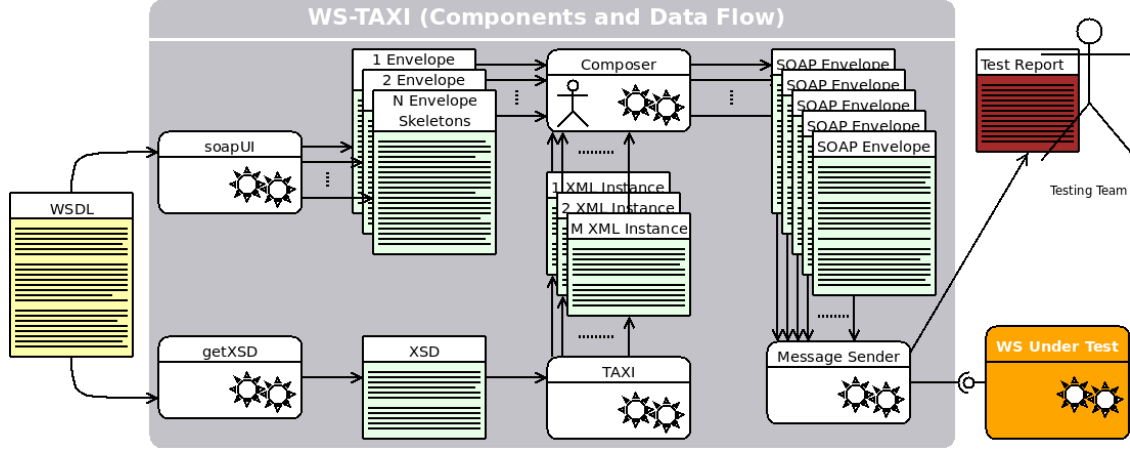 WS-TAXI (Components and Data Flow)
1 Envelope
2 Envelope
N Envelope
Skeletons
Composer
SOAP Envelope
SOAP Envelope
SOAP Envelope
SOAP Envelope
SOAP Envelope
Test Report
Testing Team
soapUI
WSDL
1 XML Instance
2 XML Instance
M XML Instance
getXSD
XSD
TAXI
Message Sender
WS Under Test